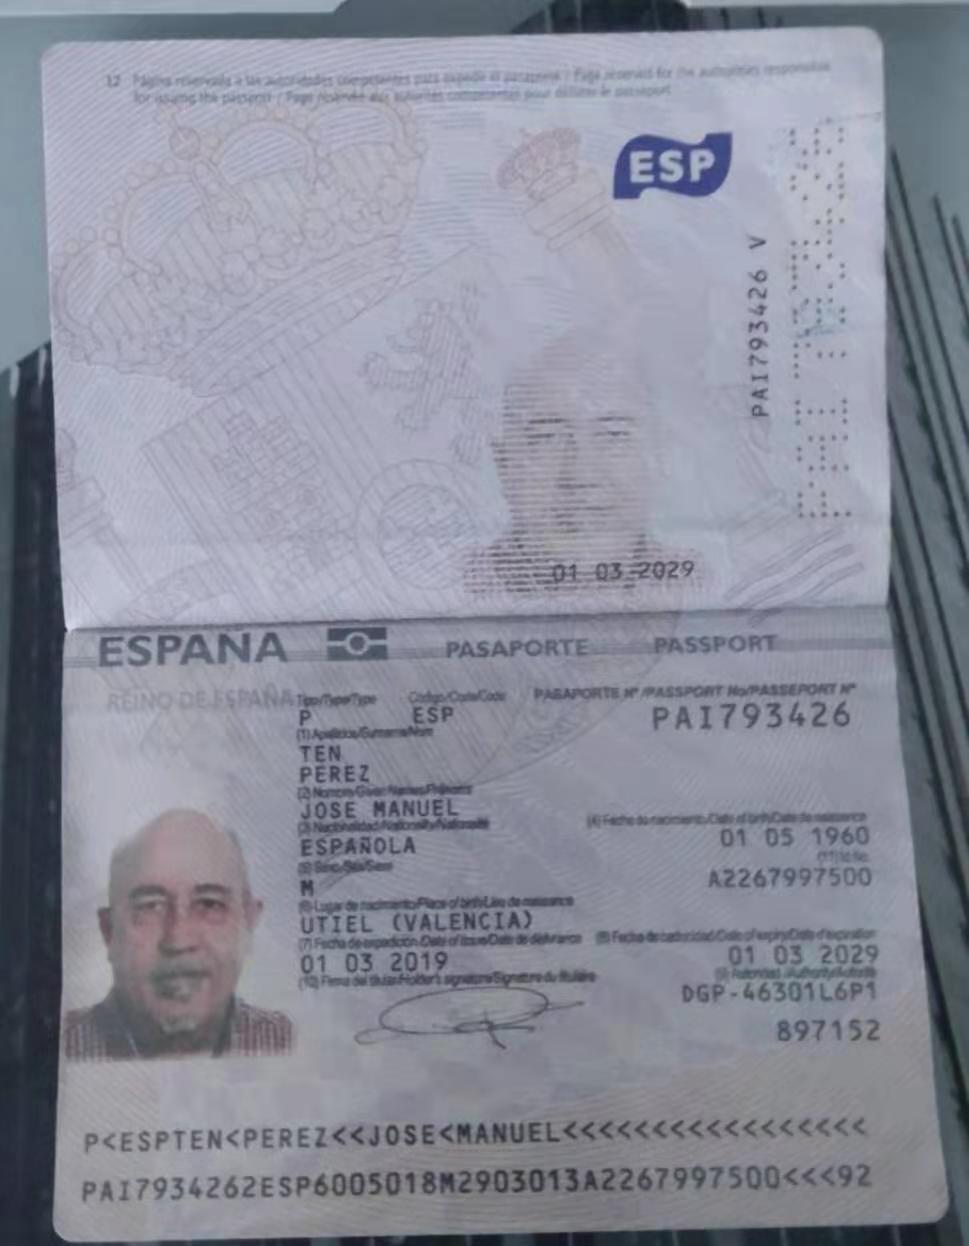 12 Página reservada a las autoridades competentes para expedir el pasaporte / Page reserved for the authorities responsible
for issuing the passport / Page réservée aux autorités compétentes pour délivrer le passeport
ESP
PAI793426 V
01 03 2029
ESPAÑA PASAPORTE PASSPORT
REINO DE ESPAÑA Tipo/Type/Type Código/Code/Code PASAPORTE Nº/PASSPORT No/PASSEPORT Nº
P ESP PAI793426
(1) Apellidos/Surname/Nom
TEN
PEREZ
(2) Nombre/Given Names/Prénoms
JOSE MANUEL
(3) Nacionalidad/Nationality/Nationalité (4) Fecha de nacimiento/Date of birth/Date de naissance
ESPAÑOLA 01 05 1960
(5) Sexo/Sex/Sexe (11) Id No.
M A2267997500
(6) Lugar de nacimiento/Place of birth/Lieu de naissance
UTIEL (VALENCIA)
(7) Fecha de expedición/Date of issue/Date de délivrance (8) Fecha de caducidad/Date of expiry/Date d'expiration
01 03 2019 01 03 2029
(10) Firma del titular/Holder's signature/Signature du titulaire (9) Autoridad/Authority/Autorité
DGP-46301L6P1
897152
P<ESPTEN<PEREZ<<JOSE<MANUEL<<<<<<<<<<<<<<<<<
PAI7934262ESP6005018M2903013A2267997500<<<92